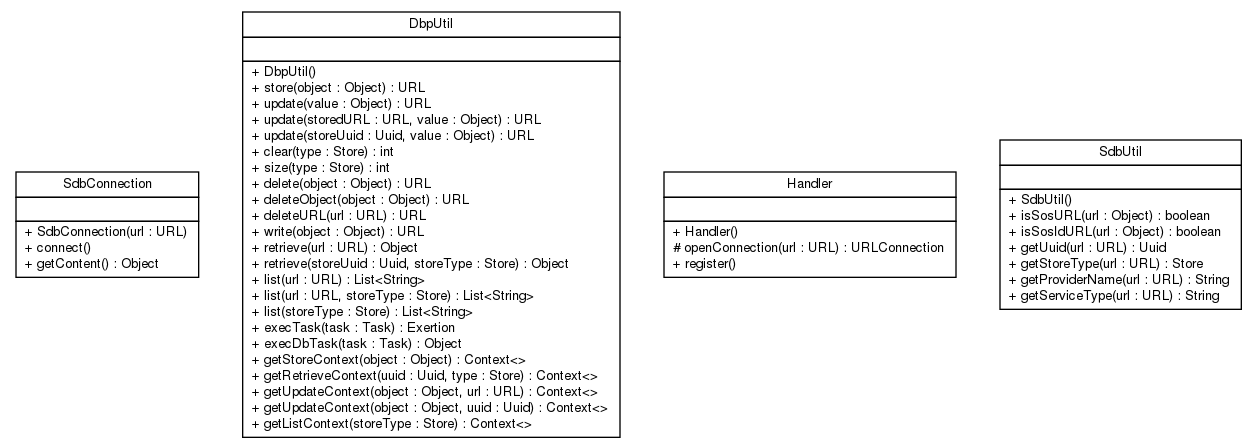 SdbConnection
+ SdbConnection(url : URL)
+ connect()
+ getContent() : Object
DbpUtil
+ DbpUtil()
+ store(object : Object) : URL
+ update(value : Object) : URL
+ update(storedURL : URL, value : Object) : URL
+ update(storeUuid : Uuid, value : Object) : URL
+ clear(type : Store) : int
+ size(type : Store) : int
+ delete(object : Object) : URL
+ deleteObject(object : Object) : URL
+ deleteURL(url : URL) : URL
+ write(object : Object) : URL
+ retrieve(url : URL) : Object
+ retrieve(storeUuid : Uuid, storeType : Store) : Object
+ list(url : URL) : List<String>
+ list(url : URL, storeType : Store) : List<String>
+ list(storeType : Store) : List<String>
+ execTask(task : Task) : Exertion
+ execDbTask(task : Task) : Object
+ getStoreContext(object : Object) : Context<>
+ getRetrieveContext(uuid : Uuid, type : Store) : Context<>
+ getUpdateContext(object : Object, url : URL) : Context<>
+ getUpdateContext(object : Object, uuid : Uuid) : Context<>
+ getListContext(storeType : Store) : Context<>
Handler
+ Handler()
# openConnection(url : URL) : URLConnection
+ register()
SdbUtil
+ SdbUtil()
+ isSosURL(url : Object) : boolean
+ isSosIdURL(url : Object) : boolean
+ getUuid(url : URL) : Uuid
+ getStoreType(url : URL) : Store
+ getProviderName(url : URL) : String
+ getServiceType(url : URL) : String